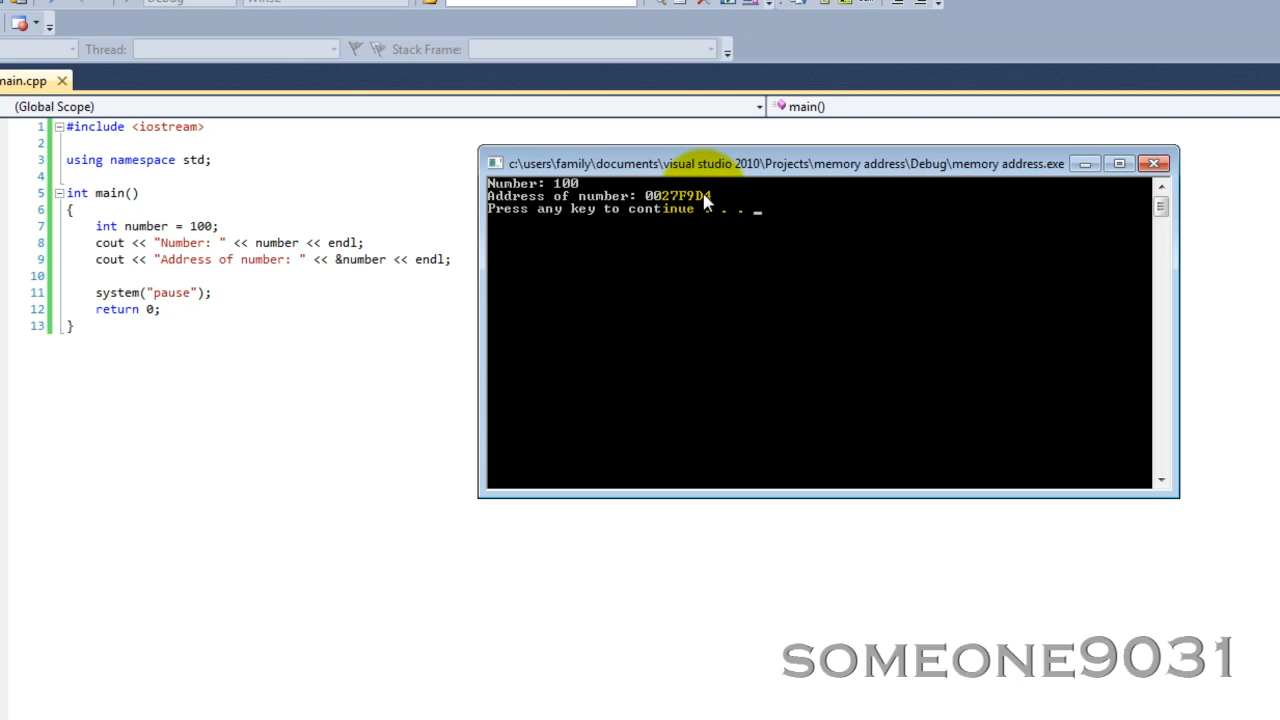 Debug Win32
Thread: Stack Frame:
main.cpp
(Global Scope) main()
1 #include <iostream>
2
3 using namespace std;
4
5 int main()
6 {
7 int number = 100;
8 cout << "Number: " << number << endl;
9 cout << "Address of number: " << &number << endl;
10
11 system("pause");
12 return 0;
13 }
c:\users\family\documents\visual studio 2010\Projects\memory address\Debug\memory address.exe
Number: 100
Address of number: 0027F9D4
Press any key to continue . . . _
SOMEONE9031